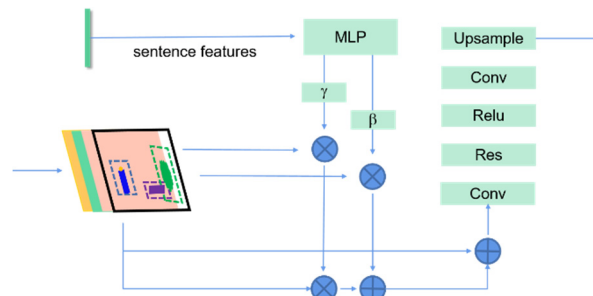 MLP
Upsample
sentence features
Conv
γ
Relu
β
Res
Conv